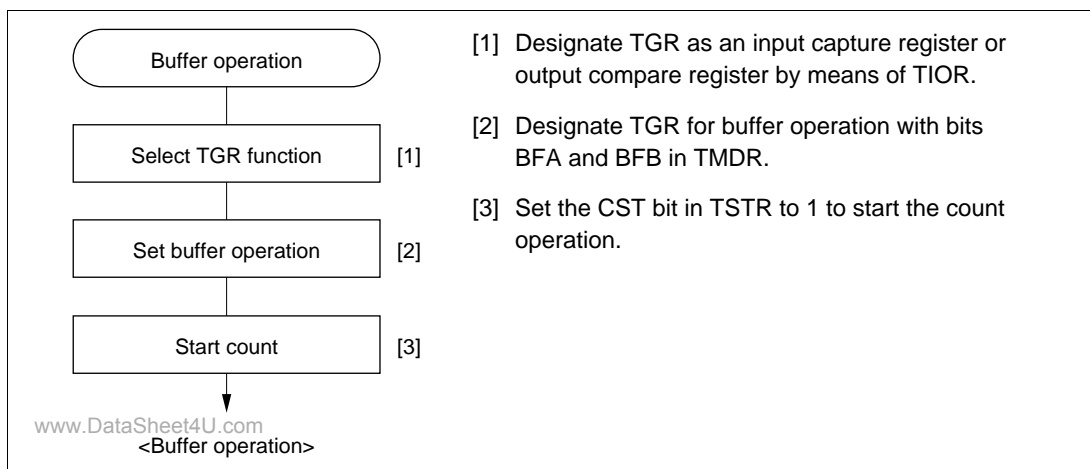 Buffer operation
Select TGR function
[1]
Set buffer operation
[2]
Start count
[3]
www.DataSheet4U.com
<Buffer operation>
[1] Designate TGR as an input capture register or
output compare register by means of TIOR.
[2] Designate TGR for buffer operation with bits
BFA and BFB in TMDR.
[3] Set the CST bit in TSTR to 1 to start the count
operation.